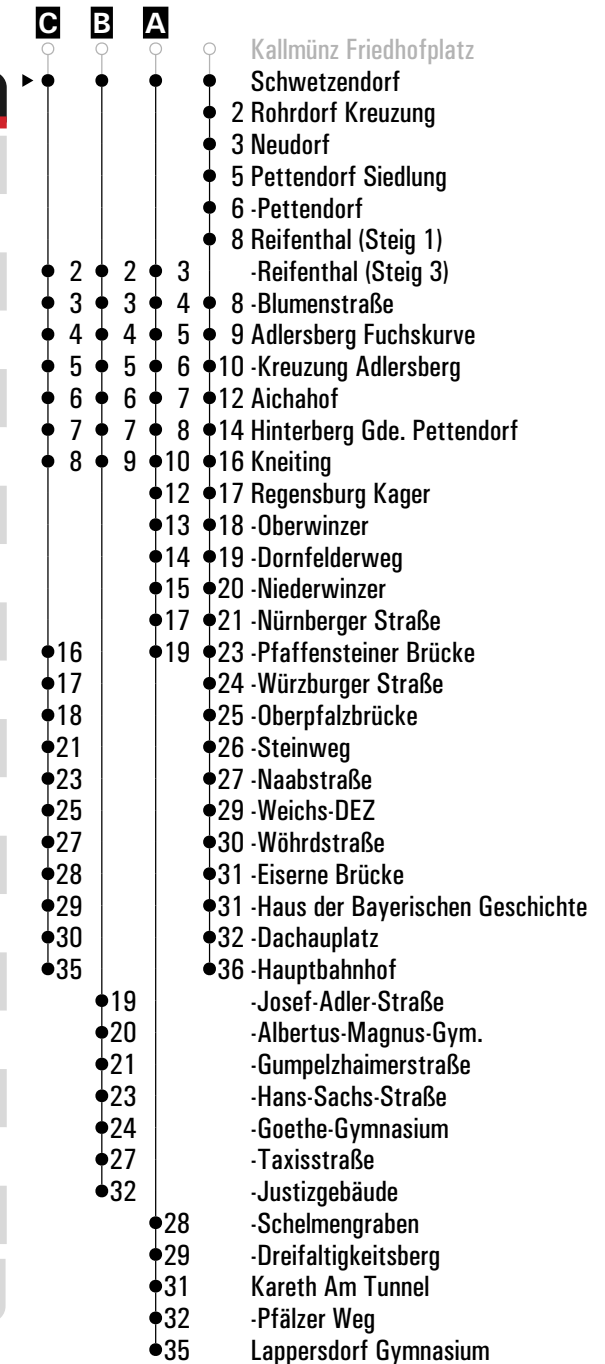 C B A
Kallmünz Friedhofplatz
Schwetzendorf
2 Rohrdorf Kreuzung
3 Neudorf
5 Pettendorf Siedlung
6 -Pettendorf
8 Reifenthal (Steig 1)
2 2 3 -Reifenthal (Steig 3)
3 3 4 8 -Blumenstraße
4 4 5 9 Adlersberg Fuchskurve
5 5 6 10 -Kreuzung Adlersberg
6 6 7 12 Aichahof
7 7 8 14 Hinterberg Gde. Pettendorf
8 9 10 16 Kneiting
12 17 Regensburg Kager
13 18 -Oberwinzer
14 19 -Dornfelderweg
15 20 -Niederwinzer
17 21 -Nürnberger Straße
16 19 23 -Pfaffensteiner Brücke
17 24 -Würzburger Straße
18 25 -Oberpfalzbrücke
21 26 -Steinweg
23 27 -Naabstraße
25 29 -Weichs-DEZ
27 30 -Wöhrdstraße
28 31 -Eiserne Brücke
29 31 -Haus der Bayerischen Geschichte
30 32 -Dachauplatz
35 36 -Hauptbahnhof
19 -Josef-Adler-Straße
20 -Albertus-Magnus-Gym.
21 -Gumpelzhaimerstraße
23 -Hans-Sachs-Straße
24 -Goethe-Gymnasium
27 -Taxisstraße
32 -Justizgebäude
28 -Schelmengraben
29 -Dreifaltigkeitsberg
31 Kareth Am Tunnel
32 -Pfälzer Weg
35 Lappersdorf Gymnasium